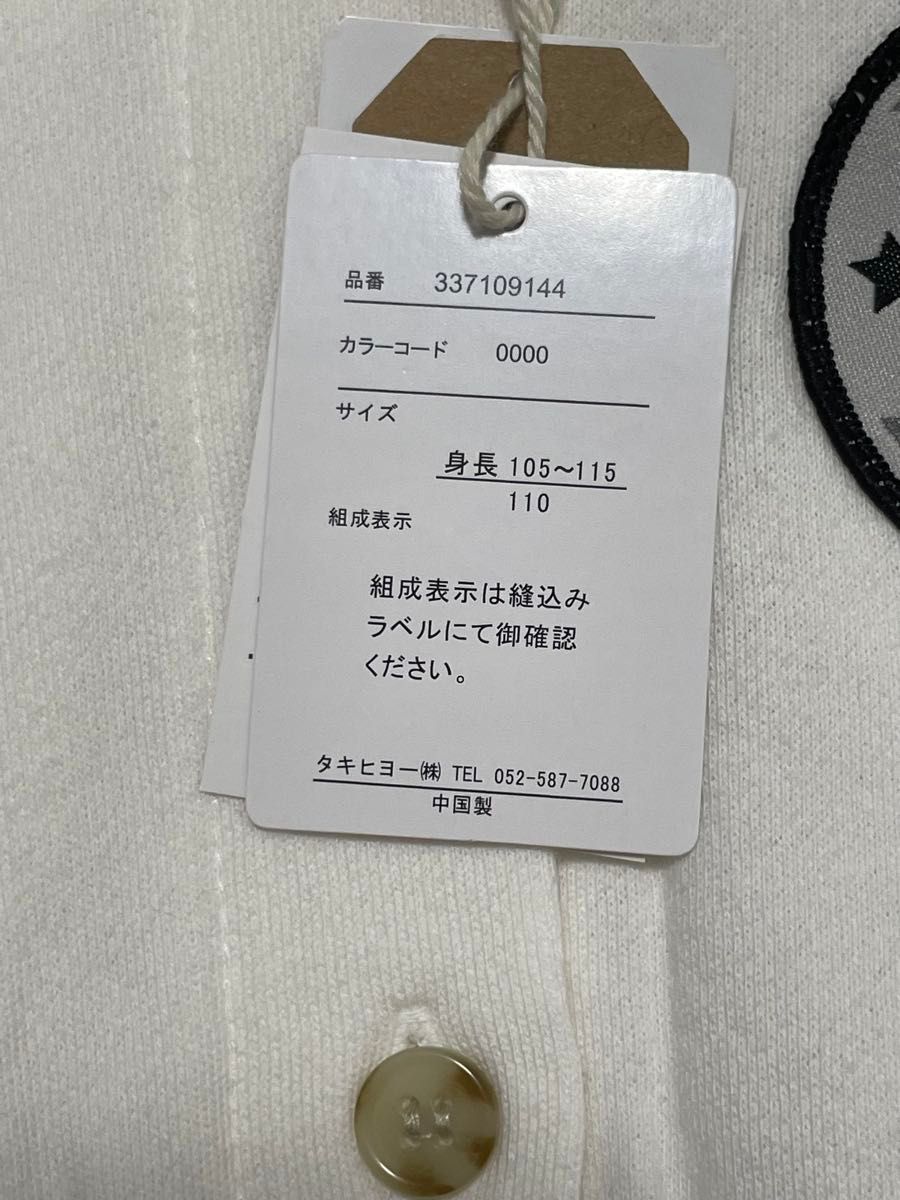 品番 337109144
カラーコード 0000
サイズ
身長 105～115
110
組成表示
組成表示は縫込み
ラベルにて御確認
ください。
タキヒヨー㈱ TEL 052-587-7088
中国製